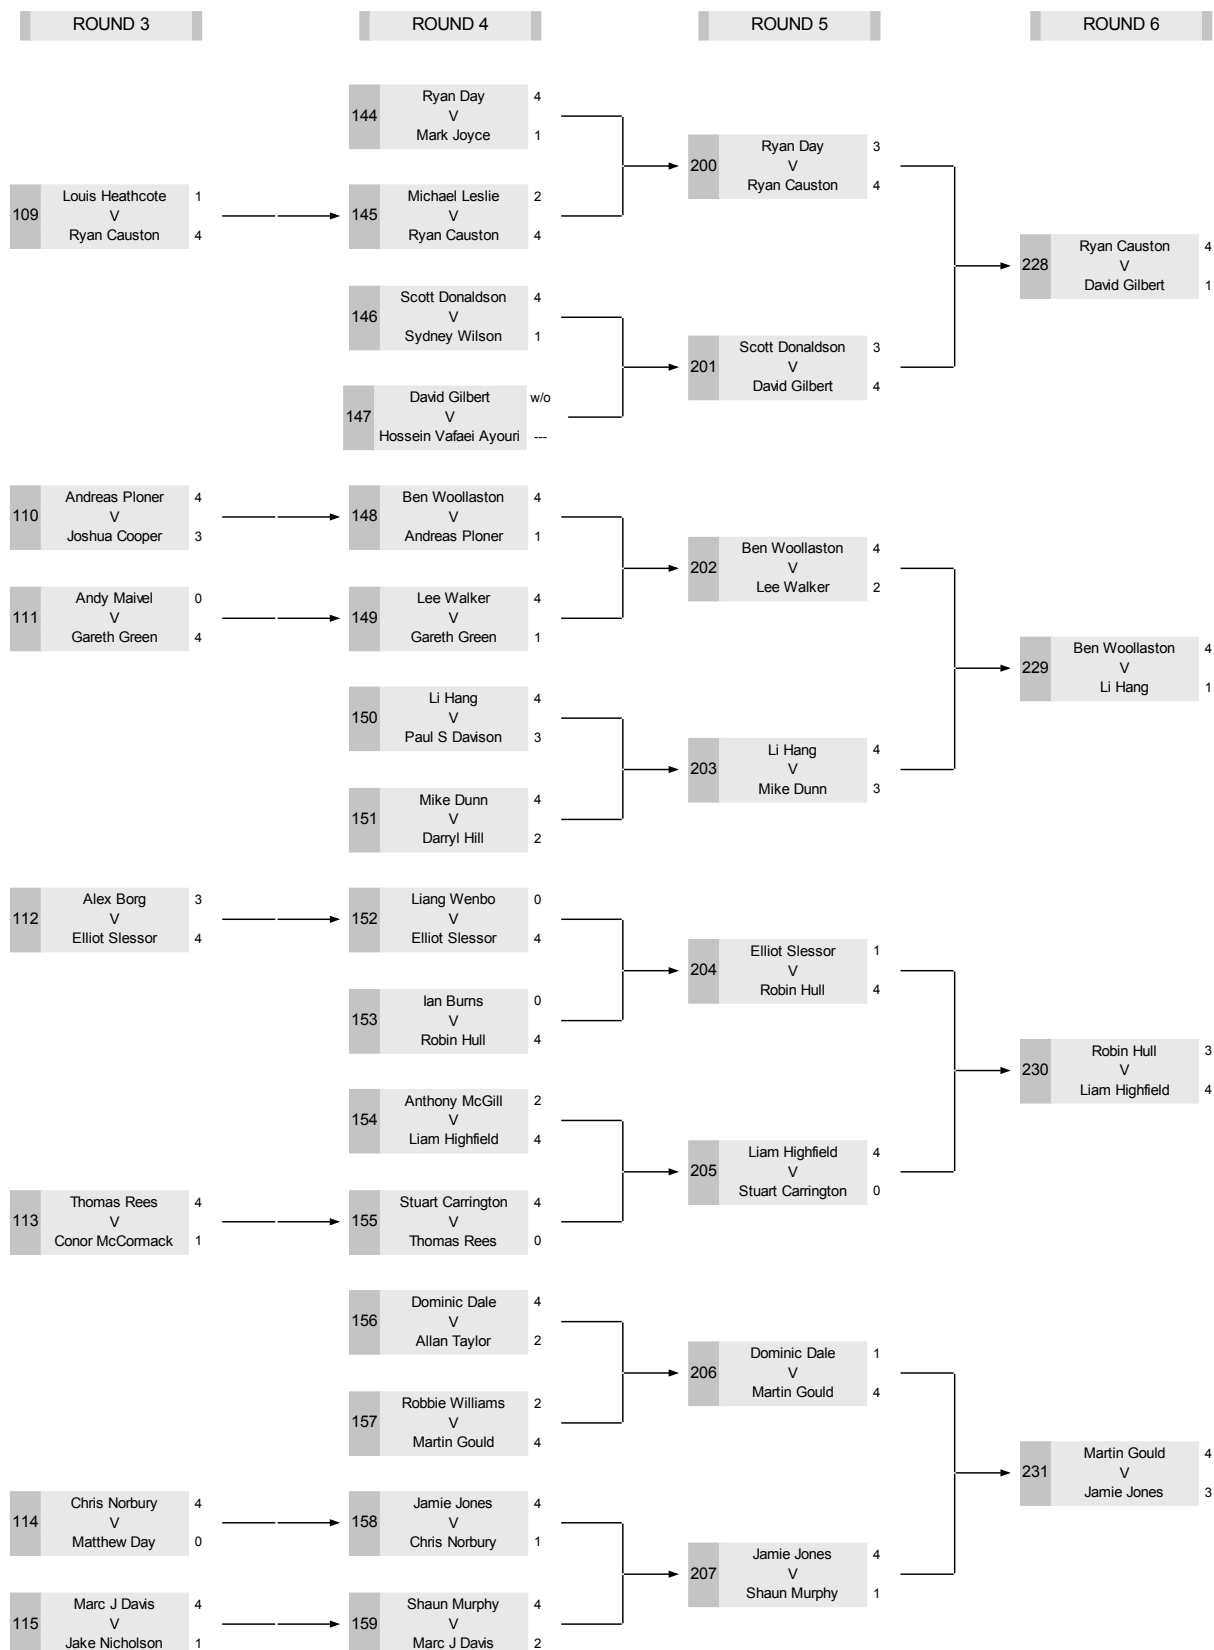 ROUND 3
ROUND 4
ROUND 5
ROUND 6
144
Ryan Day 4
V
Mark Joyce 1
109
Louis Heathcote 1
V
Ryan Causton 4
145
Michael Leslie 2
V
Ryan Causton 4
200
Ryan Day 3
V
Ryan Causton 4
146
Scott Donaldson 4
V
Sydney Wilson 1
147
David Gilbert w/o
V
Hossein Vafaei Ayouri ---
201
Scott Donaldson 3
V
David Gilbert 4
228
Ryan Causton 4
V
David Gilbert 1
110
Andreas Ploner 4
V
Joshua Cooper 3
148
Ben Woollaston 4
V
Andreas Ploner 1
111
Andy Maivel 0
V
Gareth Green 4
149
Lee Walker 4
V
Gareth Green 1
202
Ben Woollaston 4
V
Lee Walker 2
150
Li Hang 4
V
Paul S Davison 3
151
Mike Dunn 4
V
Darryl Hill 2
203
Li Hang 4
V
Mike Dunn 3
229
Ben Woollaston 4
V
Li Hang 1
112
Alex Borg 3
V
Elliot Slessor 4
152
Liang Wenbo 0
V
Elliot Slessor 4
153
Ian Burns 0
V
Robin Hull 4
204
Elliot Slessor 1
V
Robin Hull 4
154
Anthony McGill 2
V
Liam Highfield 4
113
Thomas Rees 4
V
Conor McCormack 1
155
Stuart Carrington 4
V
Thomas Rees 0
205
Liam Highfield 4
V
Stuart Carrington 0
230
Robin Hull 3
V
Liam Highfield 4
156
Dominic Dale 4
V
Allan Taylor 2
157
Robbie Williams 2
V
Martin Gould 4
206
Dominic Dale 1
V
Martin Gould 4
114
Chris Norbury 4
V
Matthew Day 0
158
Jamie Jones 4
V
Chris Norbury 1
115
Marc J Davis 4
V
Jake Nicholson 1
159
Shaun Murphy 4
V
Marc J Davis 2
207
Jamie Jones 4
V
Shaun Murphy 1
231
Martin Gould 4
V
Jamie Jones 3